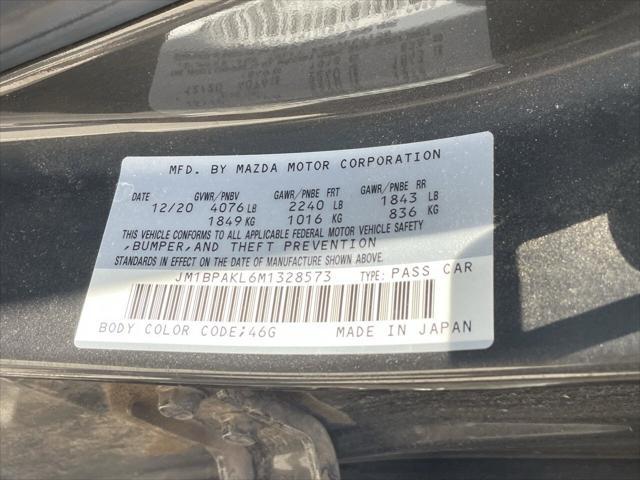 MFD. BY MAZDA MOTOR CORPORATION
DATE GVWR/PNBV GAWR/PNBE FRT GAWR/PNBE RR
12/20 4076 LB 2240 LB 1843 LB
1849 KG 1016 KG 836 KG
THIS VEHICLE CONFORMS TO ALL APPLICABLE FEDERAL MOTOR VEHICLE SAFETY
,BUMPER,AND THEFT PREVENTION
STANDARDS IN EFFECT ON THE DATE OF MANUFACTURE SHOWN ABOVE.
JM1BPAKL6M1328573 TYPE: PASS CAR
BODY COLOR CODE;46G MADE IN JAPAN